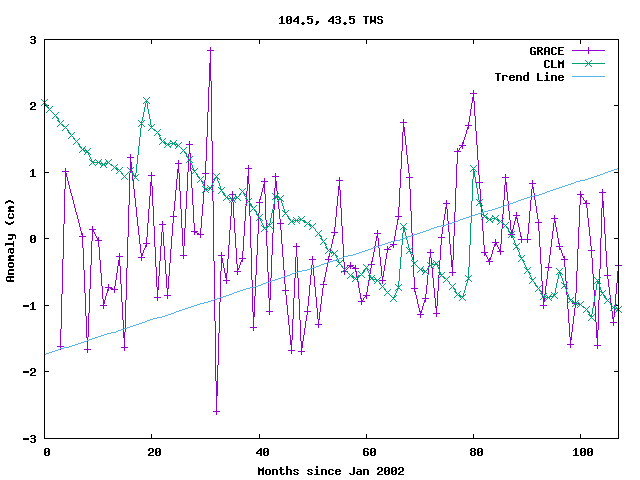 104.5, 43.5 TWS
GRACE
CLM
Trend Line
3
2
1
0
-1
-2
-3
Anomaly (cm)
0 20 40 60 80 100
Months since Jan 2002